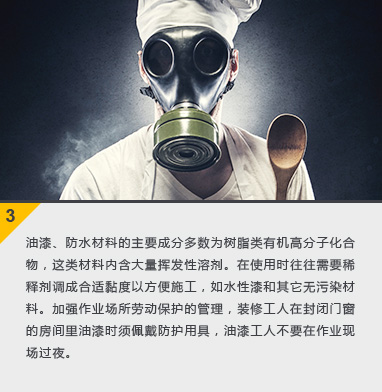 3
油漆、防水材料的主要成分多数为树脂类有机高分子化合
物，这类材料内含大量挥发性溶剂。在使用时往往需要稀
释剂调成合适黏度以方便施工，如水性漆和其它无污染材
料。加强作业场所劳动保护的管理，装修工人在封闭门窗
的房间里油漆时须佩戴防护用具，油漆工人不要在作业现
场过夜。